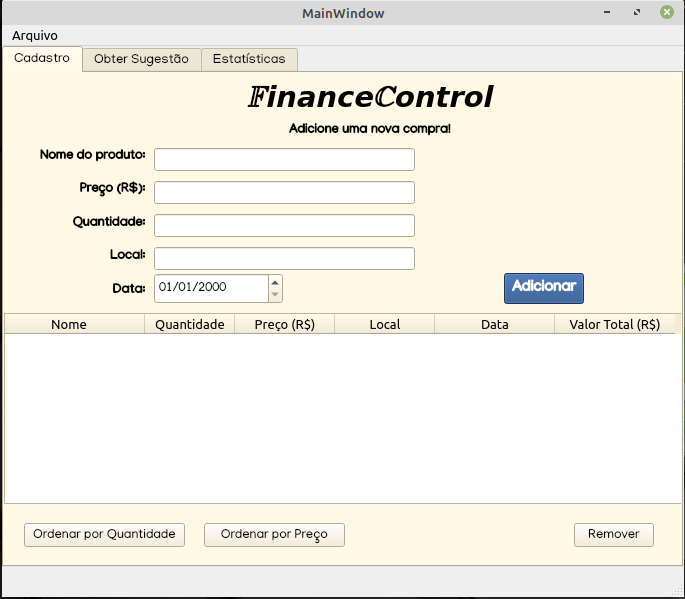 MainWindow
Arquivo
Cadastro Obter Sugestão Estatísticas
𝔽inanceℂontrol
Adicione uma nova compra!
Nome do produto:
Preço (R$):
Quantidade:
Local:
Data: 01/01/2000
Adicionar
Nome Quantidade Preço (R$) Local Data Valor Total (R$)
Ordenar por Quantidade Ordenar por Preço Remover